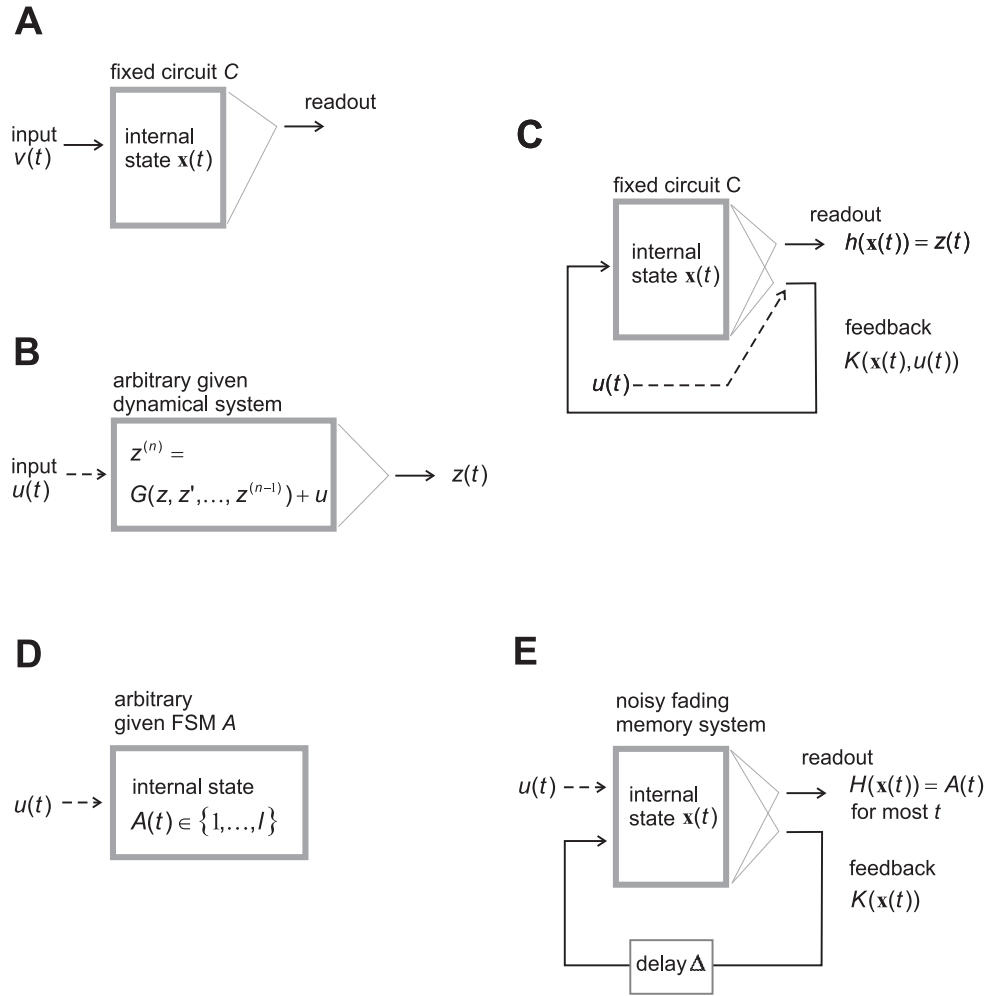 A
fixed circuit C
readout
input
v(t)
internal
state x(t)
B
arbitrary given
dynamical system
input
u(t)
z^(n) =
G(z, z',..., z^(n−1)) + u
z(t)
C
fixed circuit C
readout
h(x(t)) = z(t)
internal
state x(t)
feedback
K(x(t),u(t))
u(t)
D
arbitrary
given FSM A
u(t)
internal state
A(t) ∈ {1,...,l}
E
noisy fading
memory system
readout
u(t)
H(x(t)) = A(t)
for most t
internal
state x(t)
feedback
K(x(t))
delay Δ